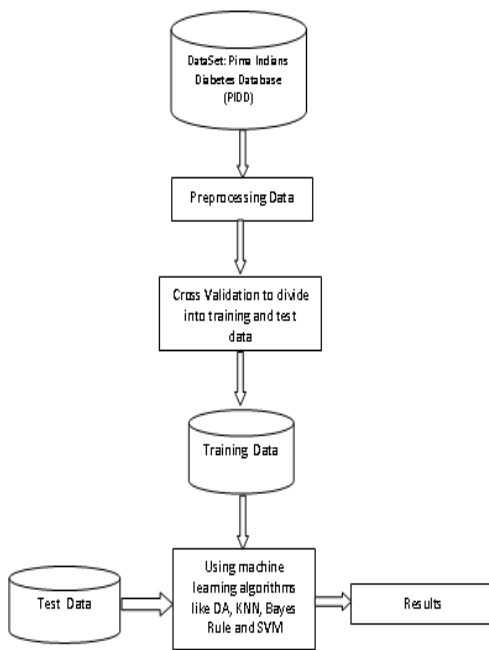 DataSet: Pima Indians
Diabetes Database
(PIDD)
Preprocessing Data
Cross Validation to divide
into training and test
data
Training Data
Test Data
Using machine
learning algorithms
like DA, KNN, Bayes
Rule and SVM
Results